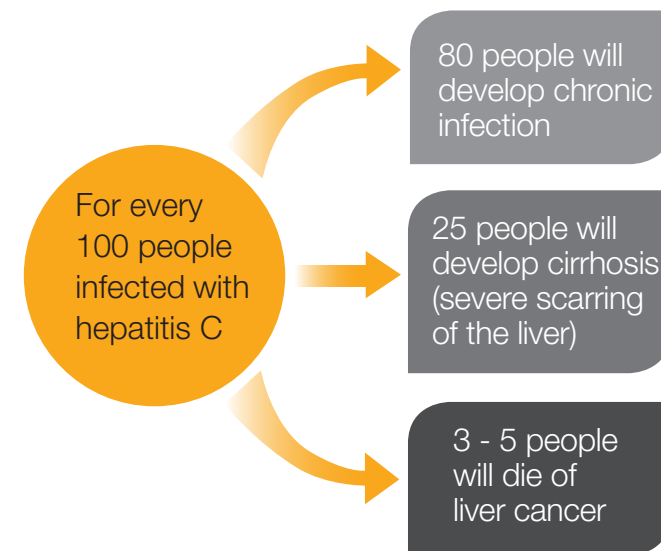 For every
100 people
infected with
hepatitis C
80 people will
develop chronic
infection
25 people will
develop cirrhosis
(severe scarring
of the liver)
3 - 5 people
will die of
liver cancer